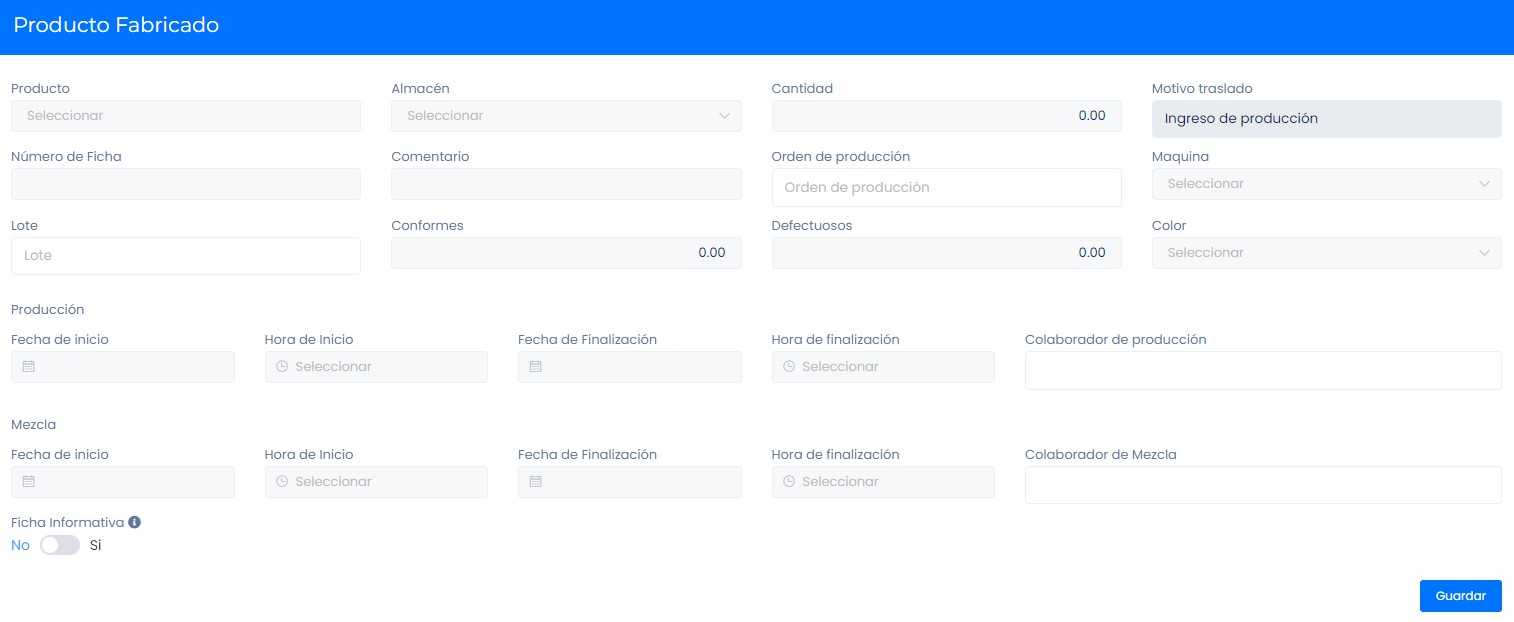 Producto Fabricado
Producto Almacén Cantidad Motivo traslado
Seleccionar Seleccionar 0.00 Ingreso de producción
Número de Ficha Comentario Orden de producción Maquina
Orden de producción Seleccionar
Lote Conformes Defectuosos Color
Lote 0.00 0.00 Seleccionar
Producción
Fecha de inicio Hora de Inicio Fecha de Finalización Hora de finalización Colaborador de producción
Seleccionar Seleccionar
Mezcla
Fecha de inicio Hora de Inicio Fecha de Finalización Hora de finalización Colaborador de Mezcla
Seleccionar Seleccionar
Ficha Informativa
No Si
Guardar